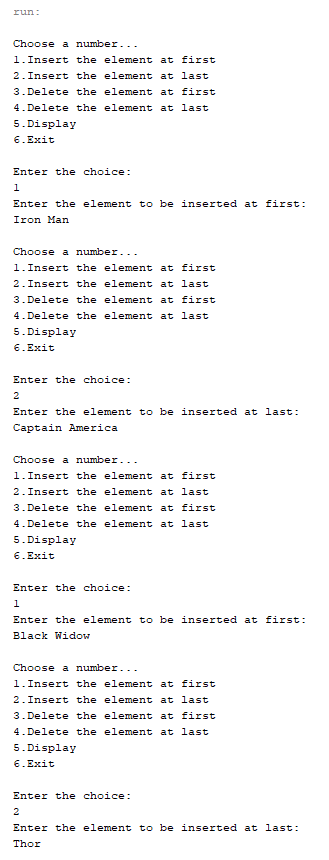 run:
Choose a number...
1.Insert the element at first
2.Insert the element at last
3.Delete the element at first
4.Delete the element at last
5.Display
6.Exit
Enter the choice:
1
Enter the element to be inserted at first:
Iron Man
Choose a number...
1.Insert the element at first
2.Insert the element at last
3.Delete the element at first
4.Delete the element at last
5.Display
6.Exit
Enter the choice:
2
Enter the element to be inserted at last:
Captain America
Choose a number...
1.Insert the element at first
2.Insert the element at last
3.Delete the element at first
4.Delete the element at last
5.Display
6.Exit
Enter the choice:
1
Enter the element to be inserted at first:
Black Widow
Choose a number...
1.Insert the element at first
2.Insert the element at last
3.Delete the element at first
4.Delete the element at last
5.Display
6.Exit
Enter the choice:
2
Enter the element to be inserted at last:
Thor